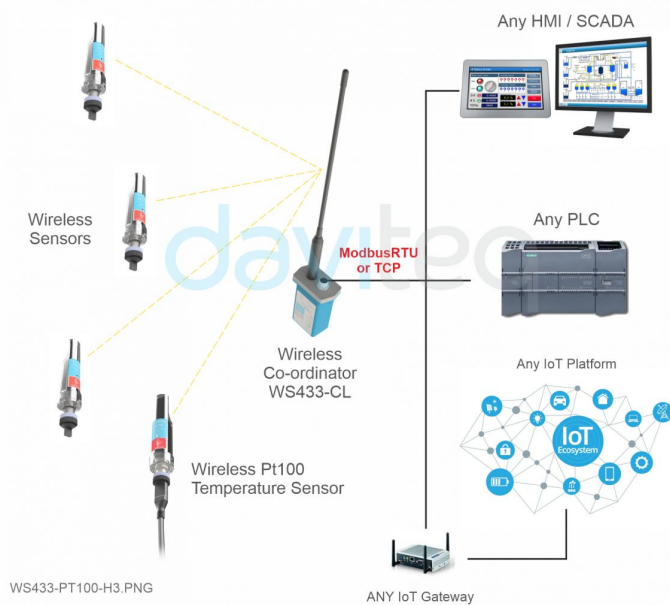 Any HMI / SCADA
Wireless
Sensors
daviteq
ModbusRTU
or TCP
Any PLC
Wireless
Co-ordinator
WS433-CL
Any IoT Platform
IoT
Ecosystem
Wireless Pt100
Temperature Sensor
WS433-PT100-H3.PNG
ANY IoT Gateway